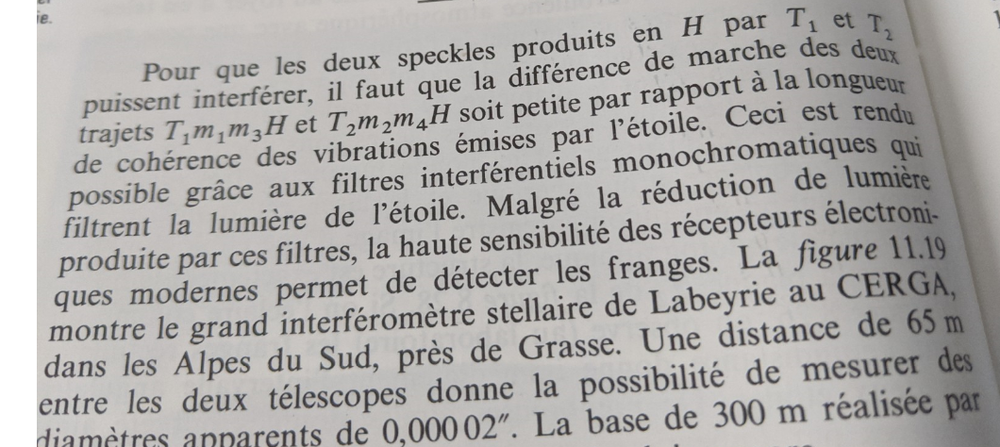 ie.
Pour que les deux speckles produits en H par T₁ et T₂
puissent interférer, il faut que la différence de marche des deux
trajets T₁m₁m₃H et T₂m₂m₄H soit petite par rapport à la longueur
de cohérence des vibrations émises par l'étoile. Ceci est rendu
possible grâce aux filtres interférentiels monochromatiques qui
filtrent la lumière de l'étoile. Malgré la réduction de lumière
produite par ces filtres, la haute sensibilité des récepteurs électroni-
ques modernes permet de détecter les franges. La figure 11.19
montre le grand interféromètre stellaire de Labeyrie au CERGA,
dans les Alpes du Sud, près de Grasse. Une distance de 65 m
entre les deux télescopes donne la possibilité de mesurer des
diamètres apparents de 0,000 02″. La base de 300 m réalisée par